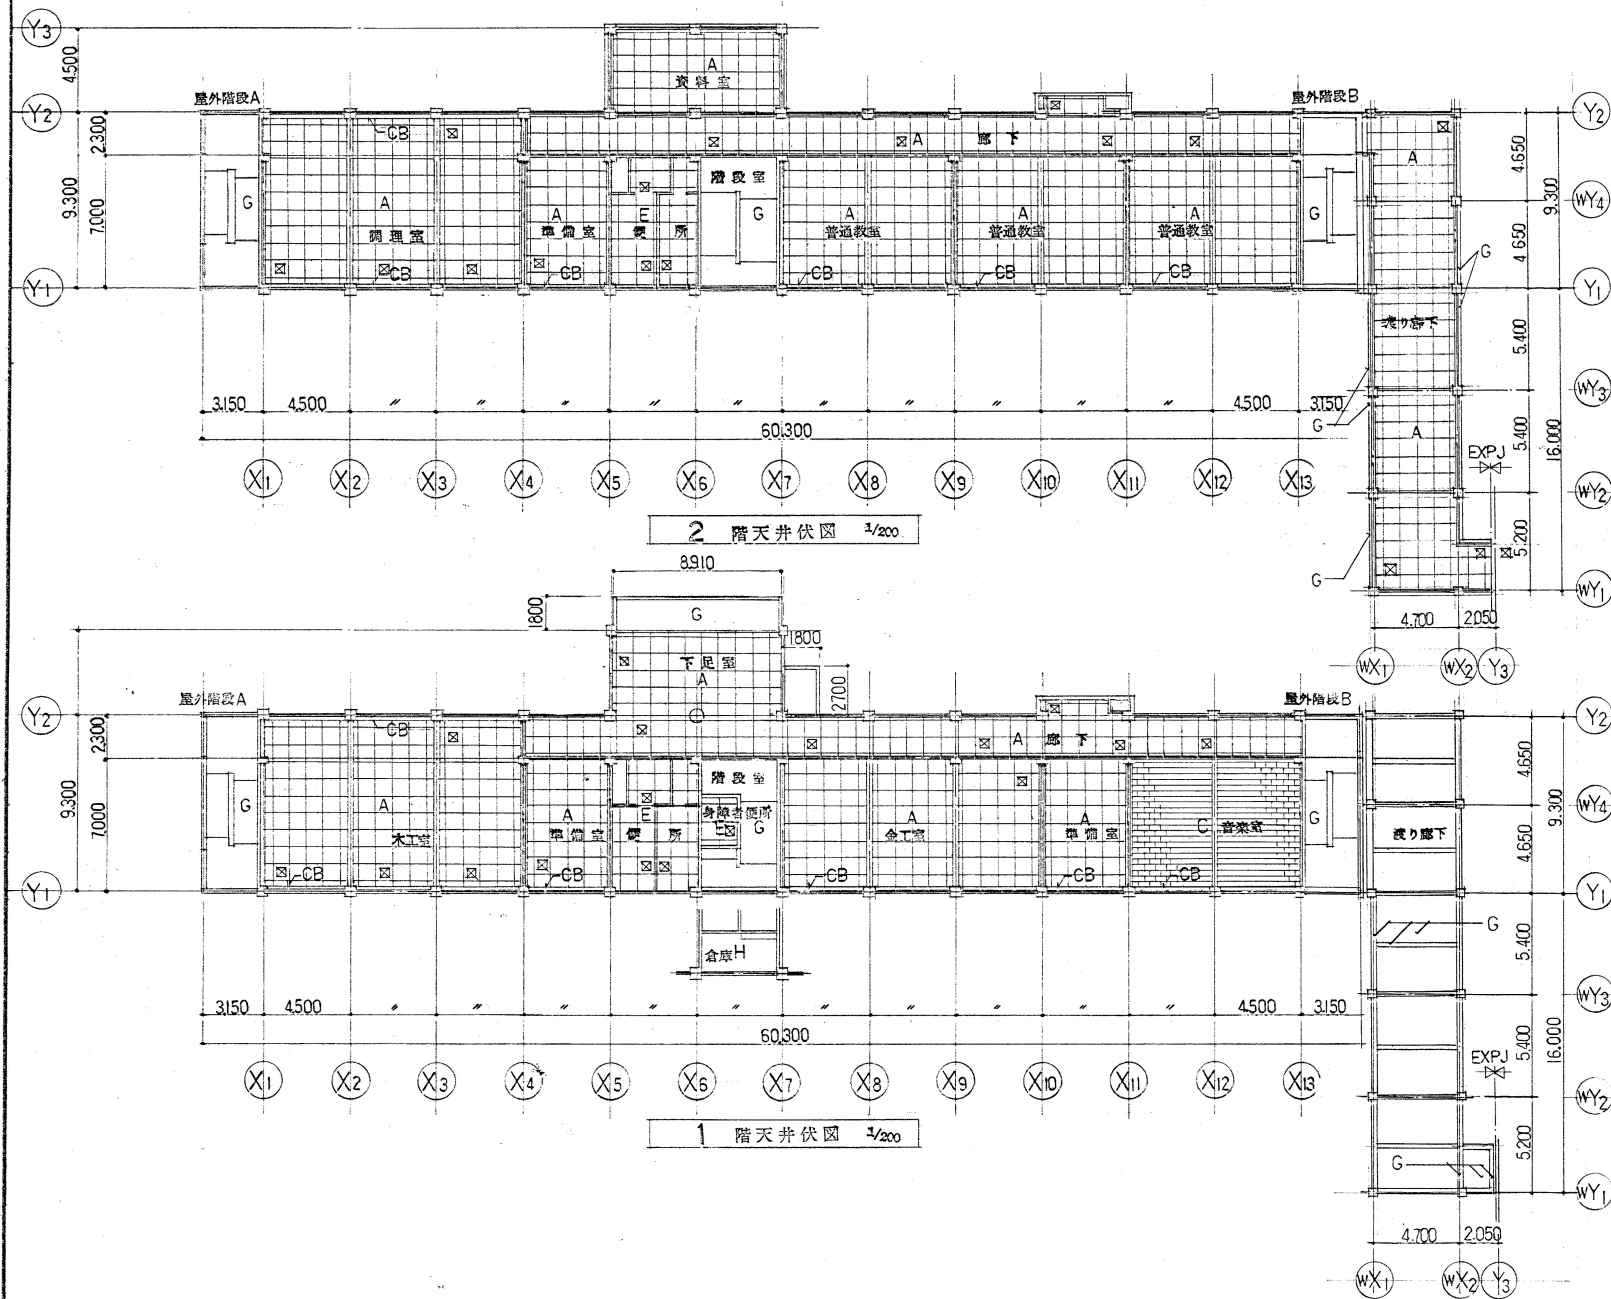 Y3
4.500
A
資料室
屋外階段A
屋外階段B
Y2
Y2
CB
A 廊下
A
2.300
4.650
階段室
G
A
調理室
A
準備室
E
便所
G
A
普通教室
A
普通教室
A
普通教室
G
WY4
9.300
7.000
9.300
4.650
G
CB
CB
CB
CB
CB
Y1
Y1
渡り廊下
5.400
WY3
3.150
4.500
〃
〃
〃
〃
〃
〃
〃
〃
〃
〃
4.500
3.150
G
60.300
A
5.400
16.000
EXP.J
X1
X2
X3
X4
X5
X6
X7
X8
X9
X10
X11
X12
X13
WY2
2 階天井伏図 1/200
5.200
G
WY1
4.700
2.050
WX1
WX2
Y3
8.910
1800
G
1800
下足室
A
2700
屋外階段A
屋外階段B
Y2
Y2
CB
A 廊下
2.300
4.650
階段室
G
A
木工室
A
準備室
E
便所
身障者便所
E
G
A
金工室
A
準備室
C 音楽室
G
渡り廊下
WY4
9.300
7.000
9.300
4.650
CB
CB
CB
CB
CB
Y1
Y1
倉庫H
G
5.400
WY3
3.150
4.500
〃
〃
〃
〃
〃
〃
〃
〃
〃
〃
4.500
3.150
60.300
5.400
16.000
EXP.J
X1
X2
X3
X4
X5
X6
X7
X8
X9
X10
X11
X12
X13
WY2
1 階天井伏図 1/200
5.200
G
WY1
4.700
2.050
WX1
WX2
Y3